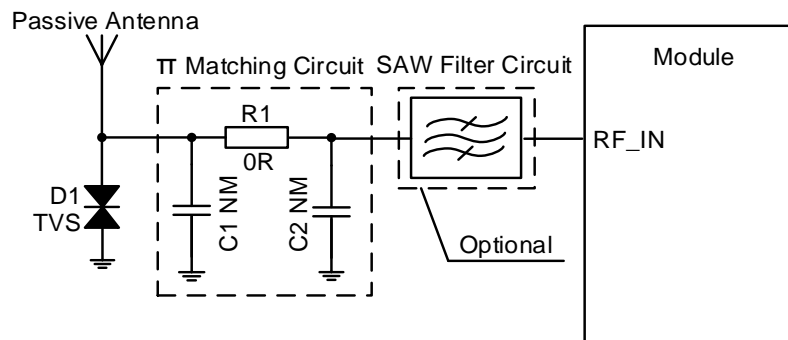 Passive Antenna
π Matching Circuit
SAW Filter Circuit
Module
R1
0R
RF_IN
D1
TVS
C1 NM
C2 NM
Optional